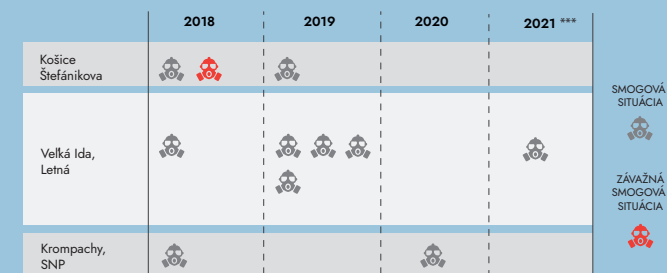 2018 2019 2020 2021 ***
Košice
Štefánikova
SMOGOVÁ
SITUÁCIA
Veľká Ida,
Letná
ZÁVAŽNÁ
SMOGOVÁ
SITUÁCIA
Krompachy,
SNP